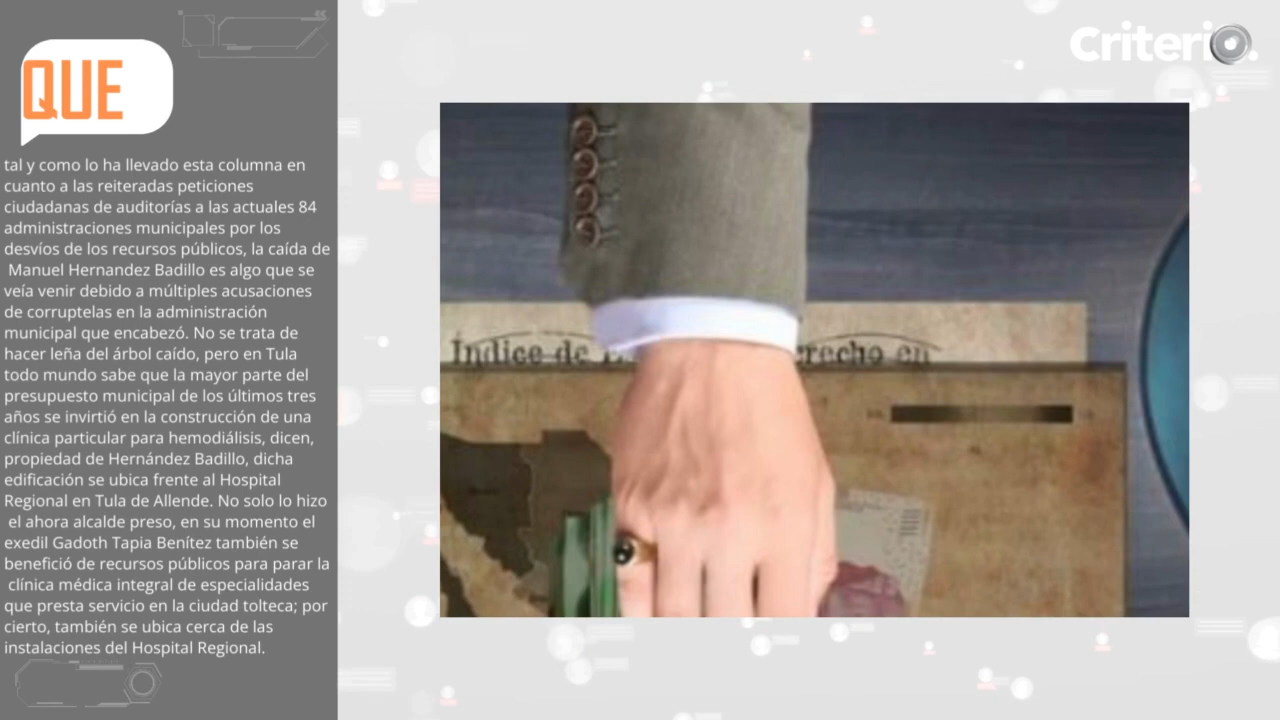 QUE
tal y como lo ha llevado esta columna en
cuanto a las reiteradas peticiones
ciudadanas de auditorías a las actuales 84
administraciones municipales por los
desvíos de los recursos públicos, la caída de
Manuel Hernandez Badillo es algo que se
veía venir debido a múltiples acusaciones
de corruptelas en la administración
municipal que encabezó. No se trata de
hacer leña del árbol caído, pero en Tula
todo mundo sabe que la mayor parte del
presupuesto municipal de los últimos tres
años se invirtió en la construcción de una
clínica particular para hemodiálisis, dicen,
propiedad de Hernández Badillo, dicha
edificación se ubica frente al Hospital
Regional en Tula de Allende. No solo lo hizo
el ahora alcalde preso, en su momento el
exedil Gadoth Tapia Benítez también se
benefició de recursos públicos para parar la
clínica médica integral de especialidades
que presta servicio en la ciudad tolteca; por
cierto, también se ubica cerca de las
instalaciones del Hospital Regional.
Criterio.
Índice de erecho en